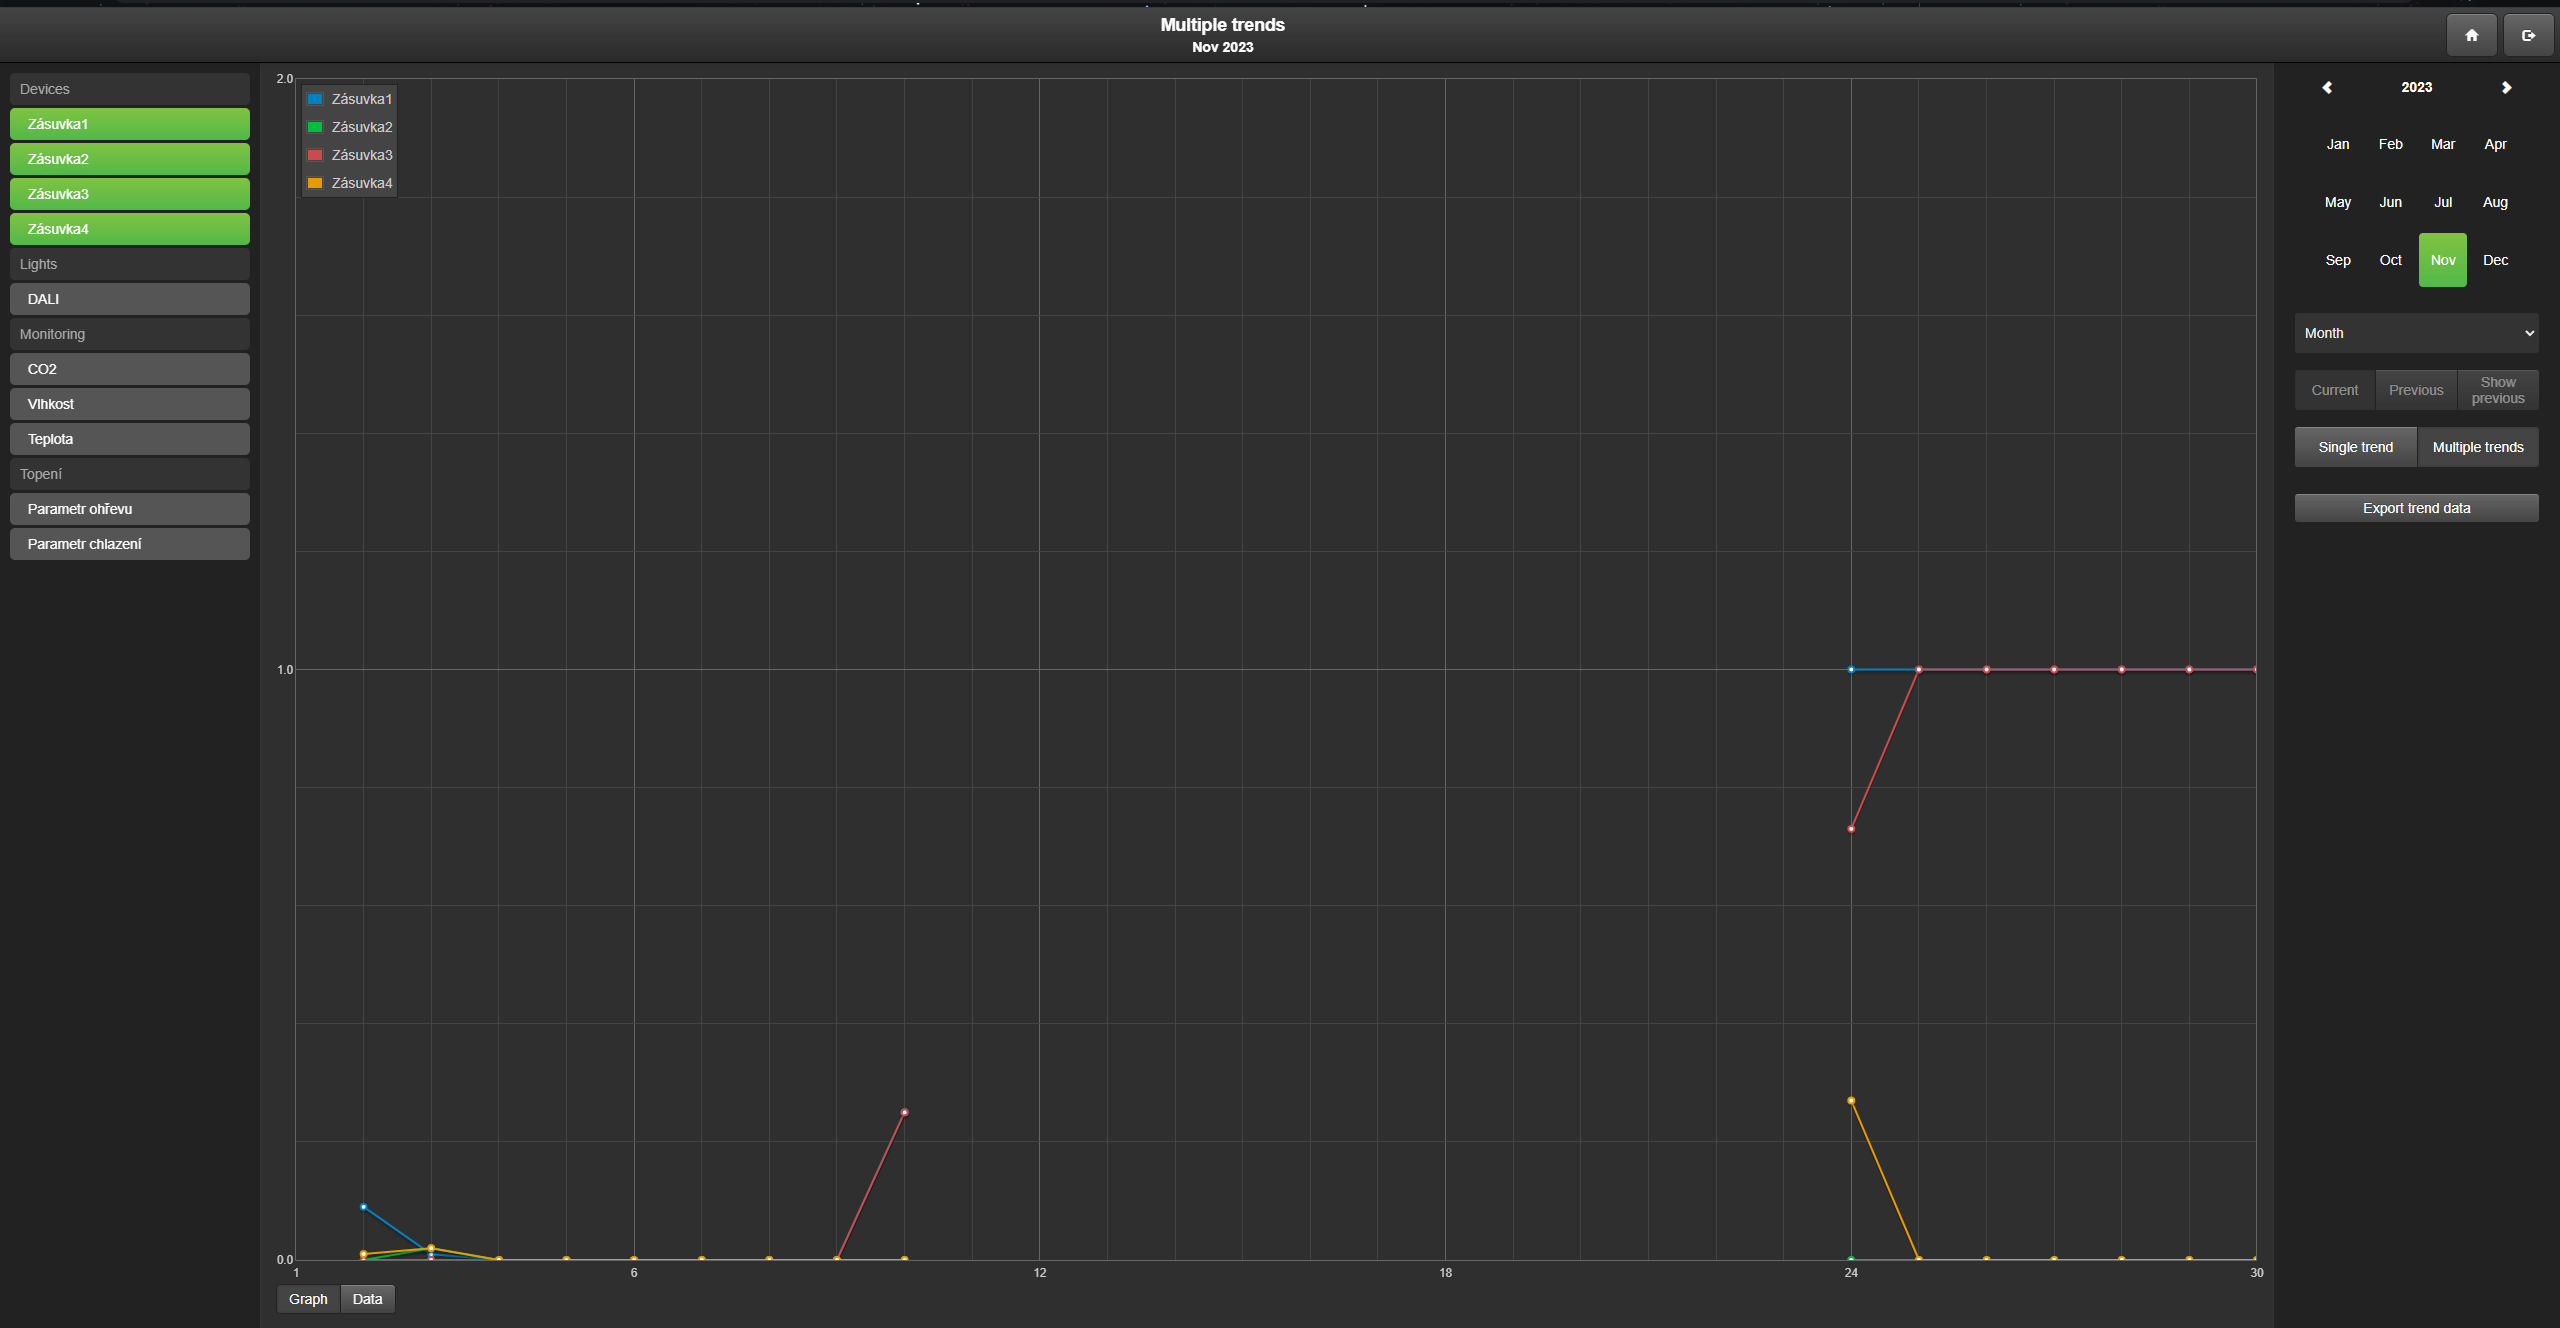 Multiple trends
Nov 2023
Devices
Zásuvka1
Zásuvka2
Zásuvka3
Zásuvka4
Lights
DALI
Monitoring
CO2
Vlhkost
Teplota
Topení
Parametr ohřevu
Parametr chlazení
2.0
1.0
0.0
Zásuvka1
Zásuvka2
Zásuvka3
Zásuvka4
1 6 12 18 24 30
Graph Data
2023
Jan Feb Mar Apr
May Jun Jul Aug
Sep Oct Nov Dec
Month
Current Previous Show previous
Single trend Multiple trends
Export trend data